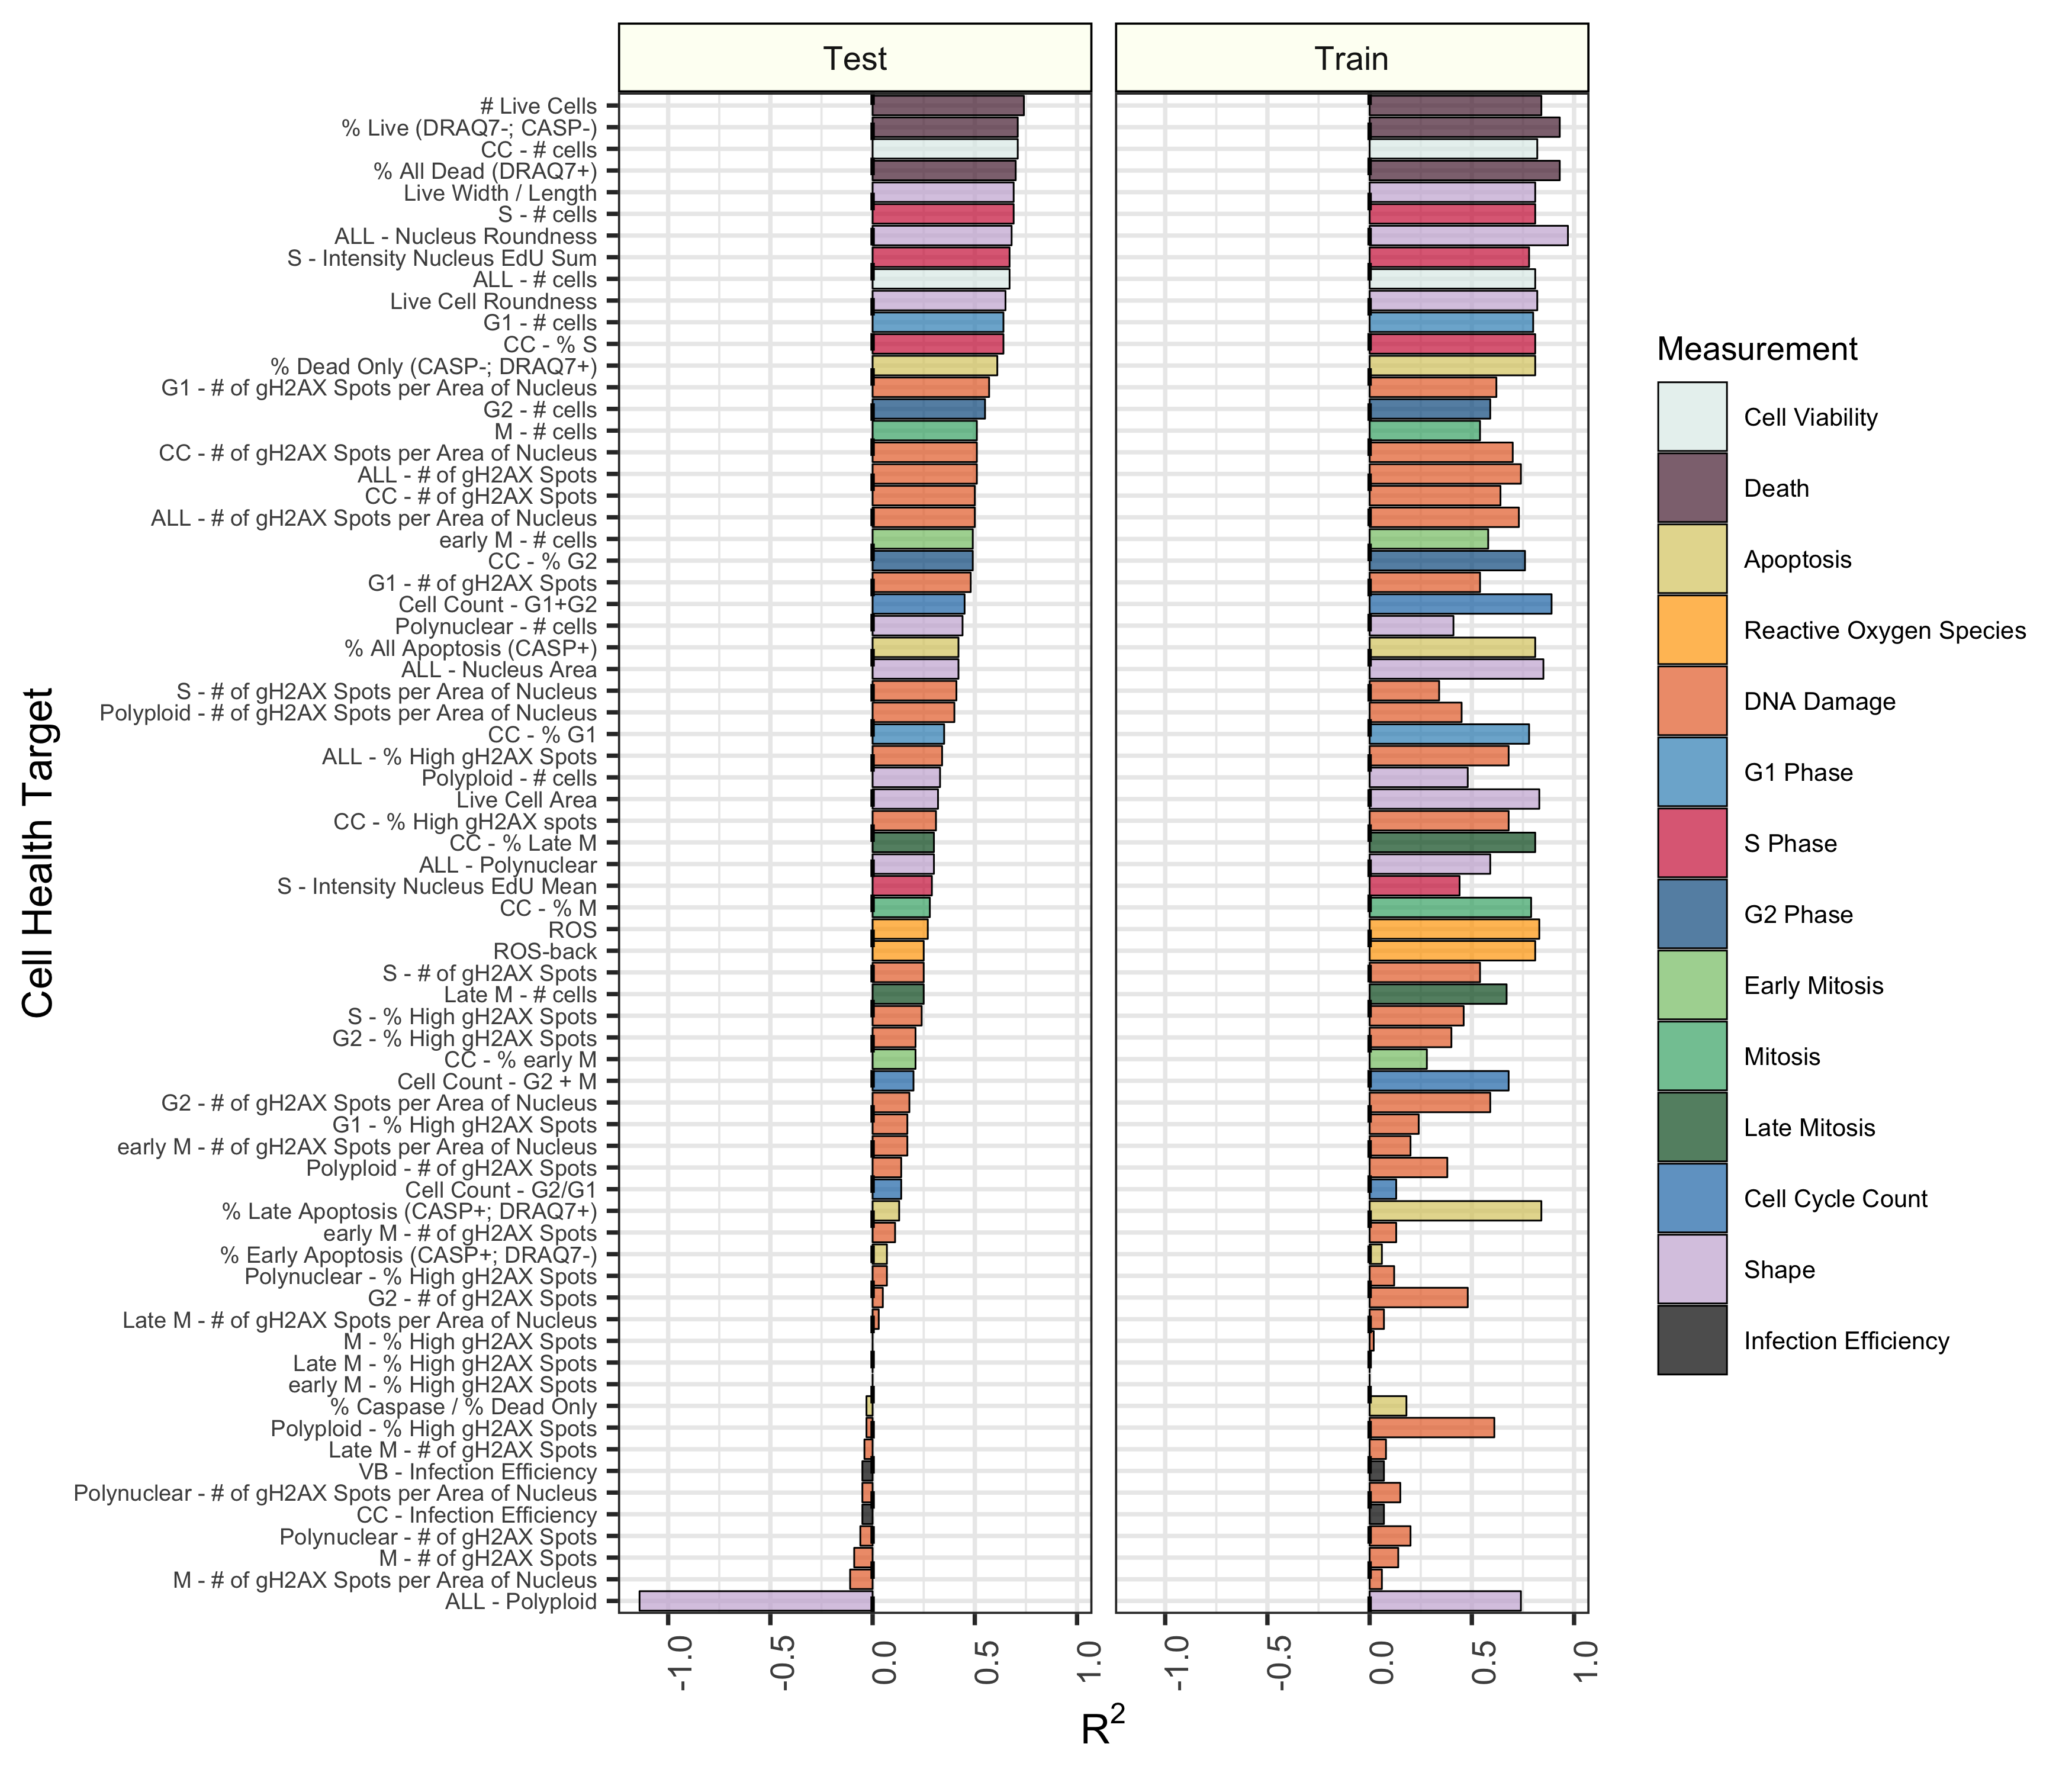 Test
Train
# Live Cells
% Live (DRAQ7-; CASP-)
CC - # cells
% All Dead (DRAQ7+)
Live Width / Length
S - # cells
ALL - Nucleus Roundness
S - Intensity Nucleus EdU Sum
ALL - # cells
Live Cell Roundness
G1 - # cells
CC - % S
% Dead Only (CASP-; DRAQ7+)
G1 - # of gH2AX Spots per Area of Nucleus
G2 - # cells
M - # cells
CC - # of gH2AX Spots per Area of Nucleus
ALL - # of gH2AX Spots
CC - # of gH2AX Spots
ALL - # of gH2AX Spots per Area of Nucleus
early M - # cells
CC - % G2
G1 - # of gH2AX Spots
Cell Count - G1+G2
Polynuclear - # cells
% All Apoptosis (CASP+)
ALL - Nucleus Area
S - # of gH2AX Spots per Area of Nucleus
Polyploid - # of gH2AX Spots per Area of Nucleus
CC - % G1
ALL - % High gH2AX Spots
Polyploid - # cells
Live Cell Area
CC - % High gH2AX spots
CC - % Late M
ALL - Polynuclear
S - Intensity Nucleus EdU Mean
CC - % M
ROS
ROS-back
S - # of gH2AX Spots
Late M - # cells
S - % High gH2AX Spots
G2 - % High gH2AX Spots
CC - % early M
Cell Count - G2 + M
G2 - # of gH2AX Spots per Area of Nucleus
G1 - % High gH2AX Spots
early M - # of gH2AX Spots per Area of Nucleus
Polyploid - # of gH2AX Spots
Cell Count - G2/G1
% Late Apoptosis (CASP+; DRAQ7+)
early M - # of gH2AX Spots
% Early Apoptosis (CASP+; DRAQ7-)
Polynuclear - % High gH2AX Spots
G2 - # of gH2AX Spots
Late M - # of gH2AX Spots per Area of Nucleus
M - % High gH2AX Spots
Late M - % High gH2AX Spots
early M - % High gH2AX Spots
% Caspase / % Dead Only
Polyploid - % High gH2AX Spots
Late M - # of gH2AX Spots
VB - Infection Efficiency
Polynuclear - # of gH2AX Spots per Area of Nucleus
CC - Infection Efficiency
Polynuclear - # of gH2AX Spots
M - # of gH2AX Spots
M - # of gH2AX Spots per Area of Nucleus
ALL - Polyploid
Cell Health Target
-1.0
-0.5
0.0
0.5
1.0
-1.0
-0.5
0.0
0.5
1.0
R²
Measurement
Cell Viability
Death
Apoptosis
Reactive Oxygen Species
DNA Damage
G1 Phase
S Phase
G2 Phase
Early Mitosis
Mitosis
Late Mitosis
Cell Cycle Count
Shape
Infection Efficiency